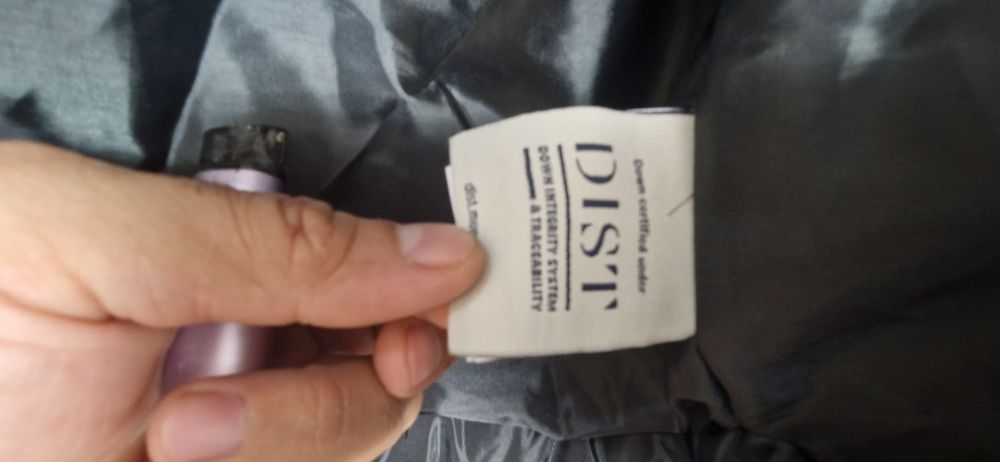 Down certified under
DIST
DOWN INTEGRITY SYSTEM
& TRACEABILITY